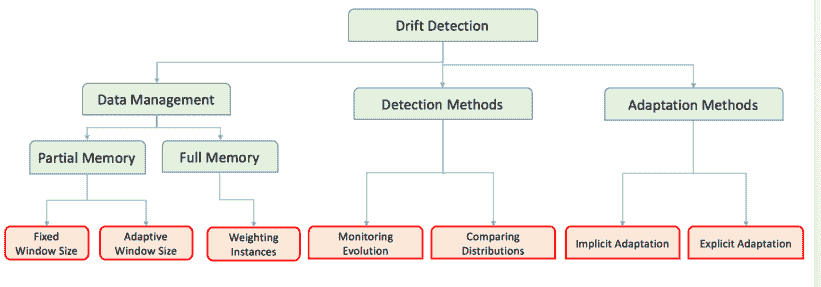 Drift Detection
Data Management
Detection Methods
Adaptation Methods
Partial Memory
Full Memory
Fixed
Window Size
Adaptive
Window Size
Weighting
Instances
Monitoring
Evolution
Comparing
Distributions
Implicit Adaptation
Explicit Adaptation